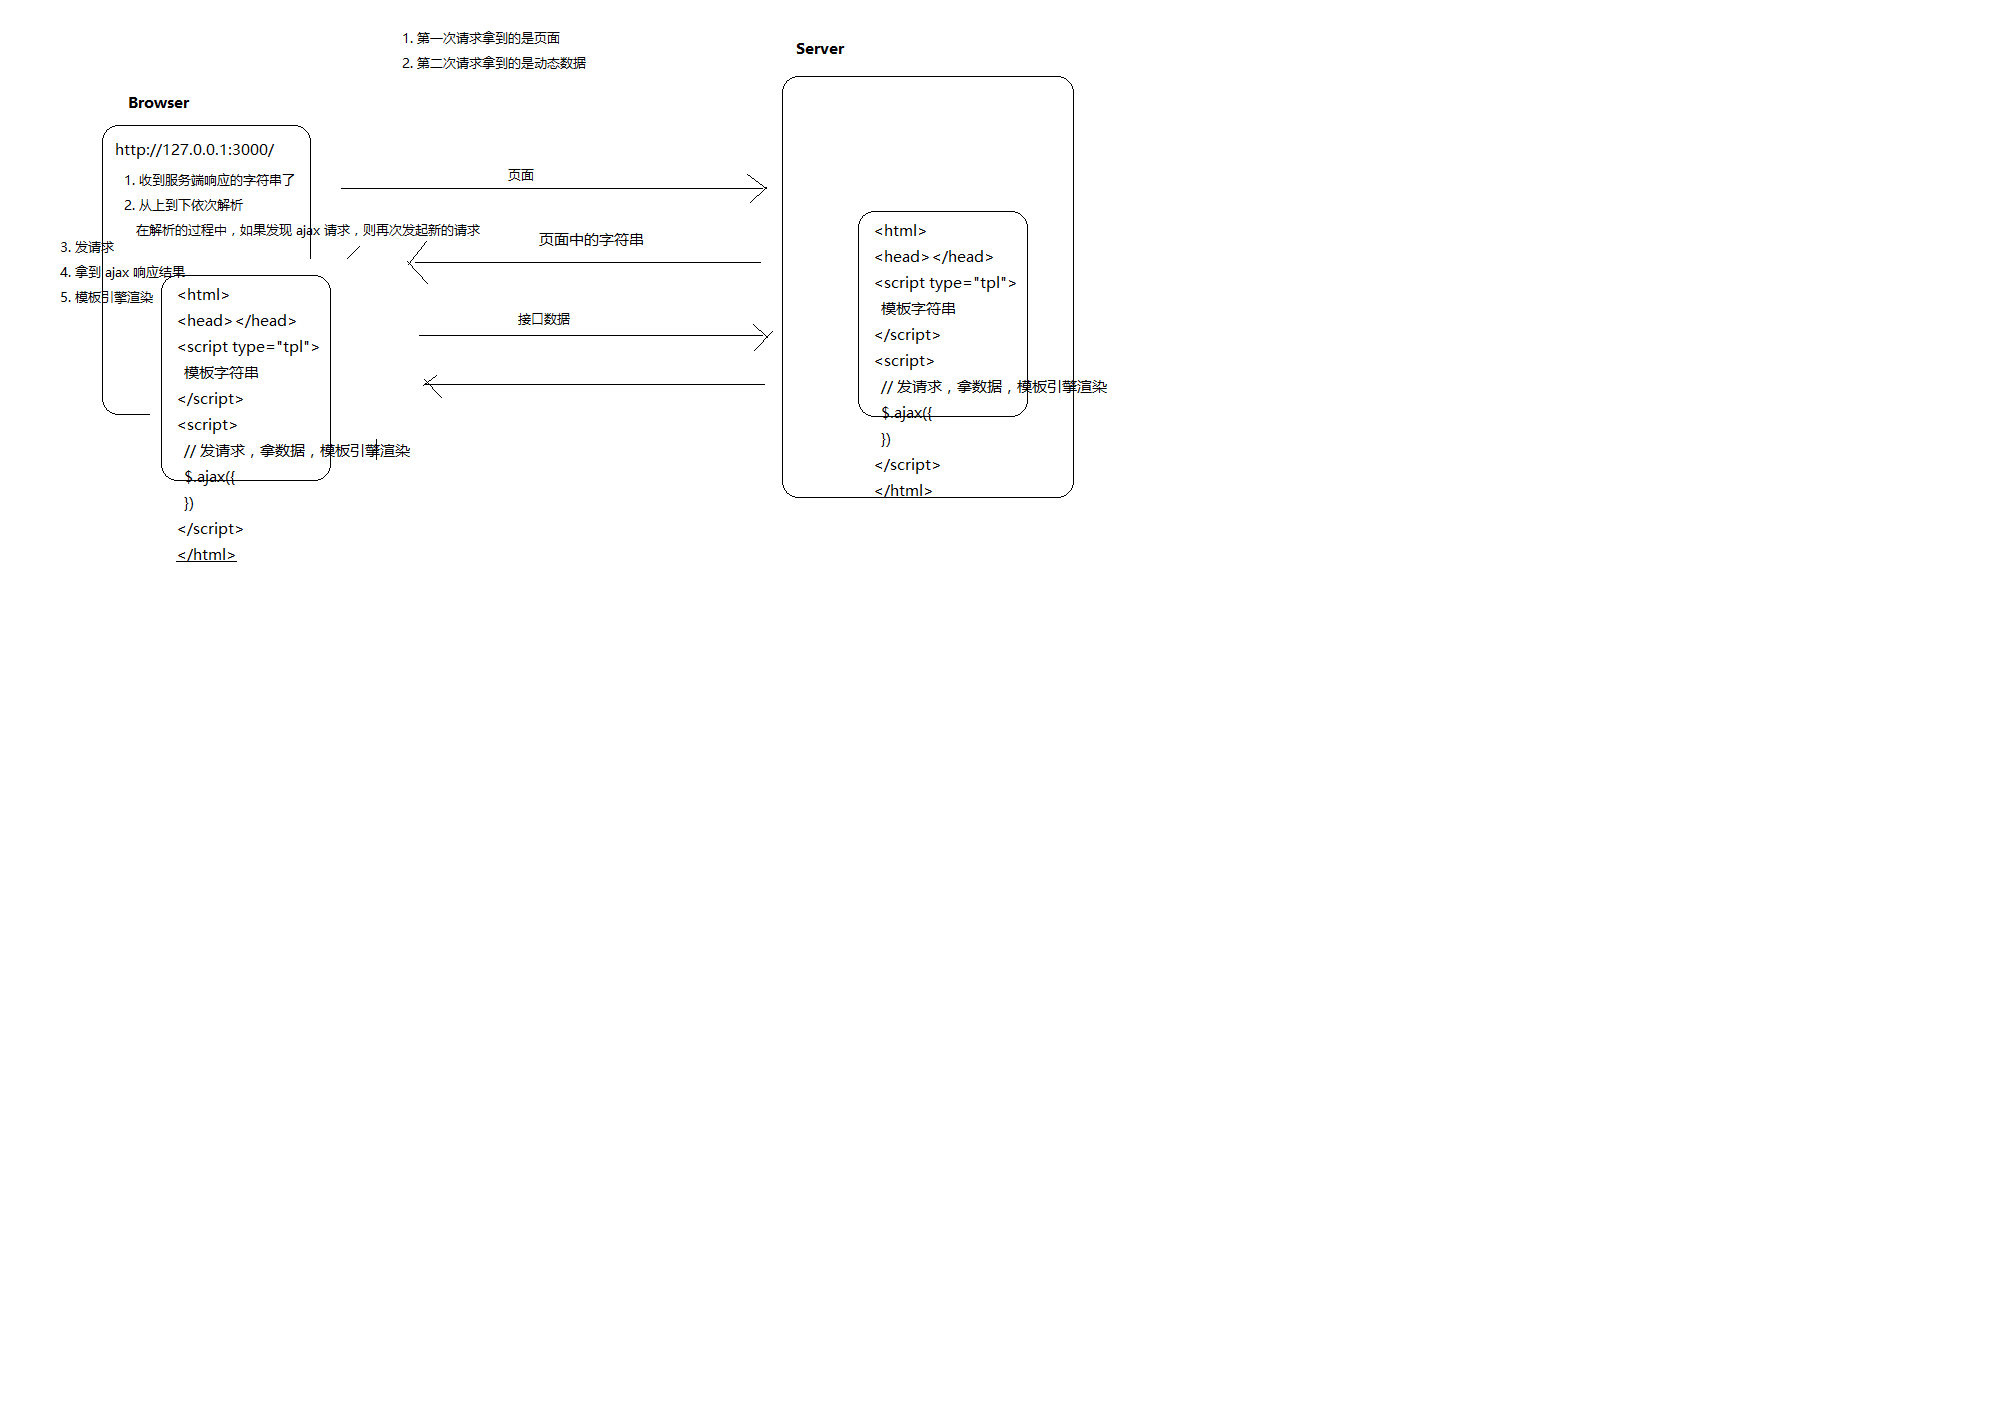 1. 第一次请求拿到的是页面
2. 第二次请求拿到的是动态数据
Server
Browser
http://127.0.0.1:3000/
1. 收到服务端响应的字符串了
2. 从上到下依次解析
在解析的过程中，如果发现 ajax 请求，则再次发起新的请求
3. 发请求
4. 拿到 ajax 响应结果
5. 模板引擎渲染
<html>
<head></head>
<script type="tpl">
模板字符串
</script>
<script>
// 发请求，拿数据，模板引擎渲染
$.ajax({
})
</script>
</html>
页面
页面中的字符串
接口数据
<html>
<head></head>
<script type="tpl">
模板字符串
</script>
<script>
// 发请求，拿数据，模板引擎渲染
$.ajax({
})
</script>
</html>